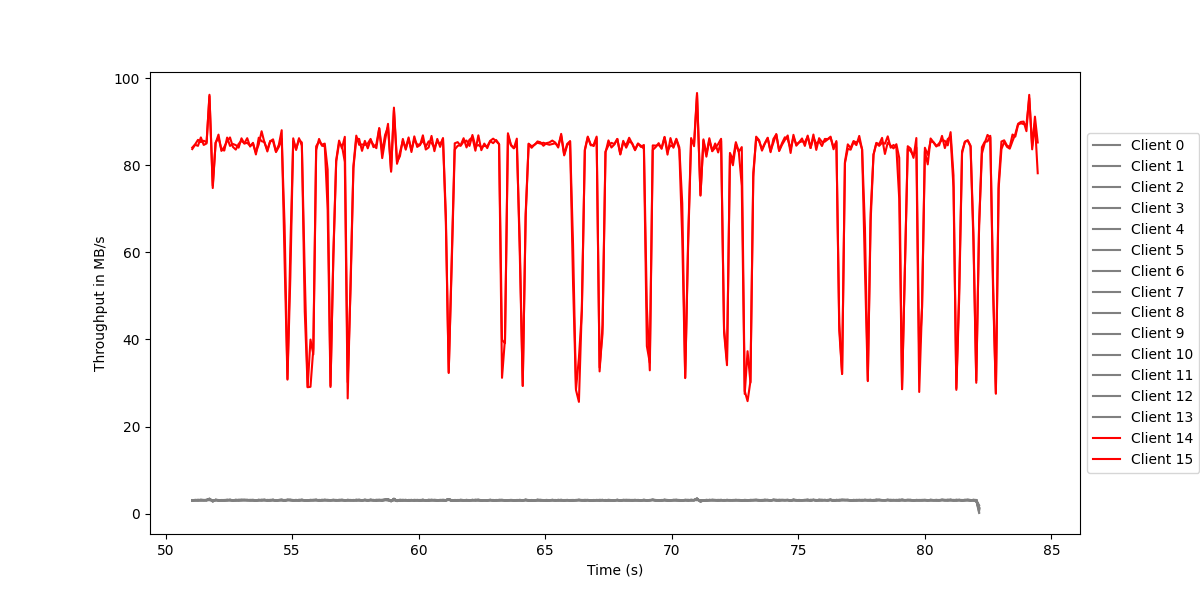 100
80
60
40
20
0
Throughput in MB/s
50 55 60 65 70 75 80 85
Time (s)
Client 0
Client 1
Client 2
Client 3
Client 4
Client 5
Client 6
Client 7
Client 8
Client 9
Client 10
Client 11
Client 12
Client 13
Client 14
Client 15